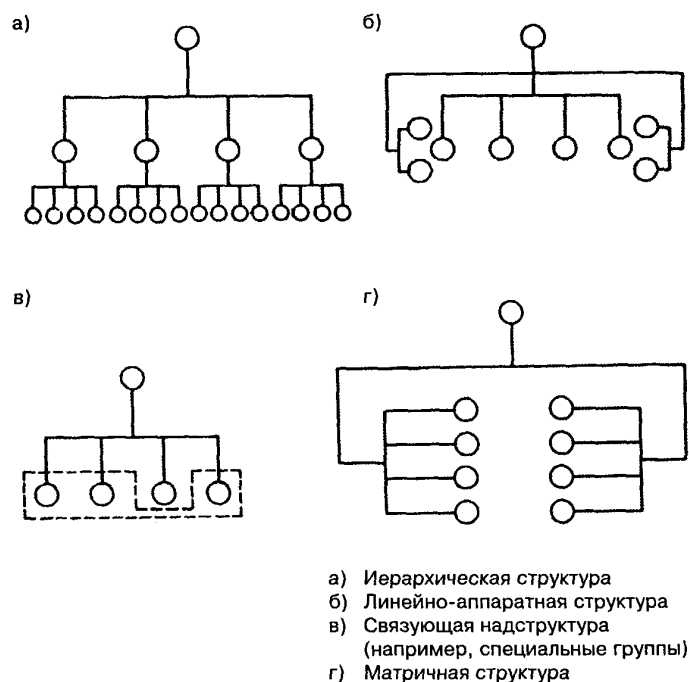 а)
б)
в)
г)
а) Иерархическая структура
б) Линейно-аппаратная структура
в) Связующая надструктура
(например, специальные группы)
г) Матричная структура